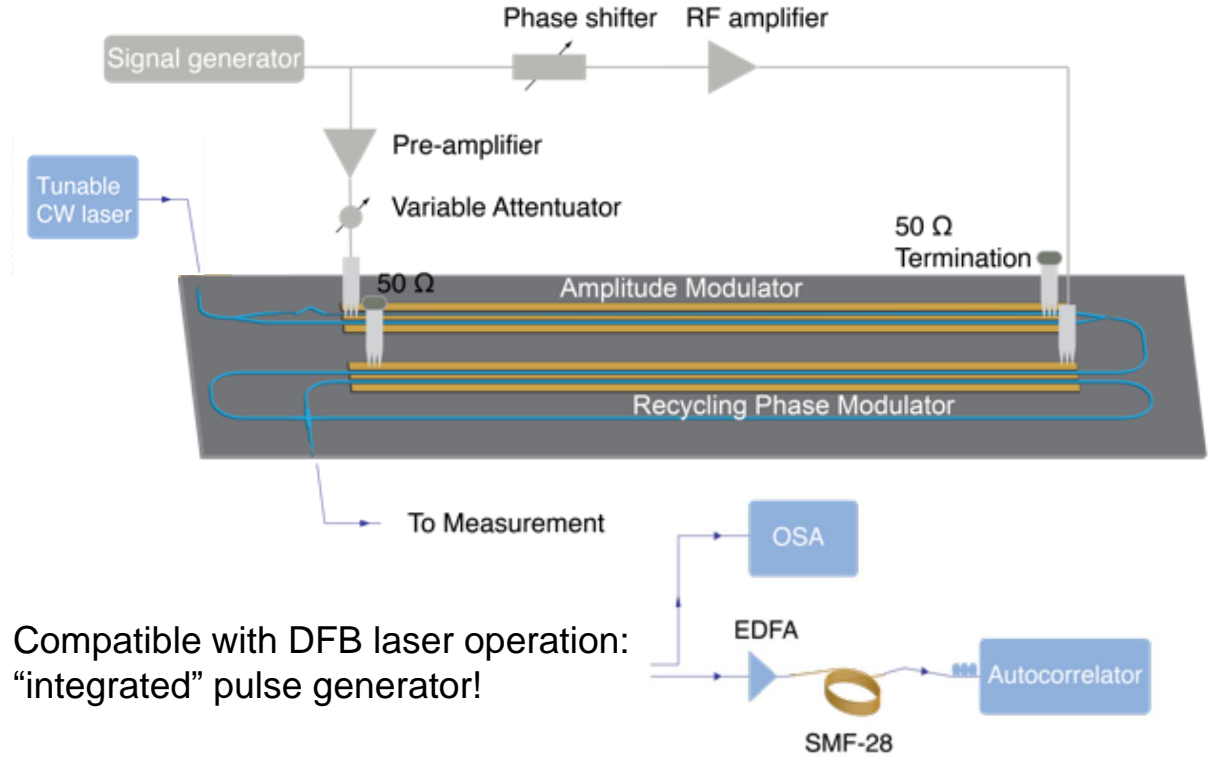 Phase shifter
RF amplifier
Signal generator
Pre-amplifier
Tunable
CW laser
Variable Attentuator
50 Ω
Termination
50 Ω
Amplitude Modulator
Recycling Phase Modulator
To Measurement
OSA
Compatible with DFB laser operation:
“integrated” pulse generator!
EDFA
Autocorrelator
SMF-28